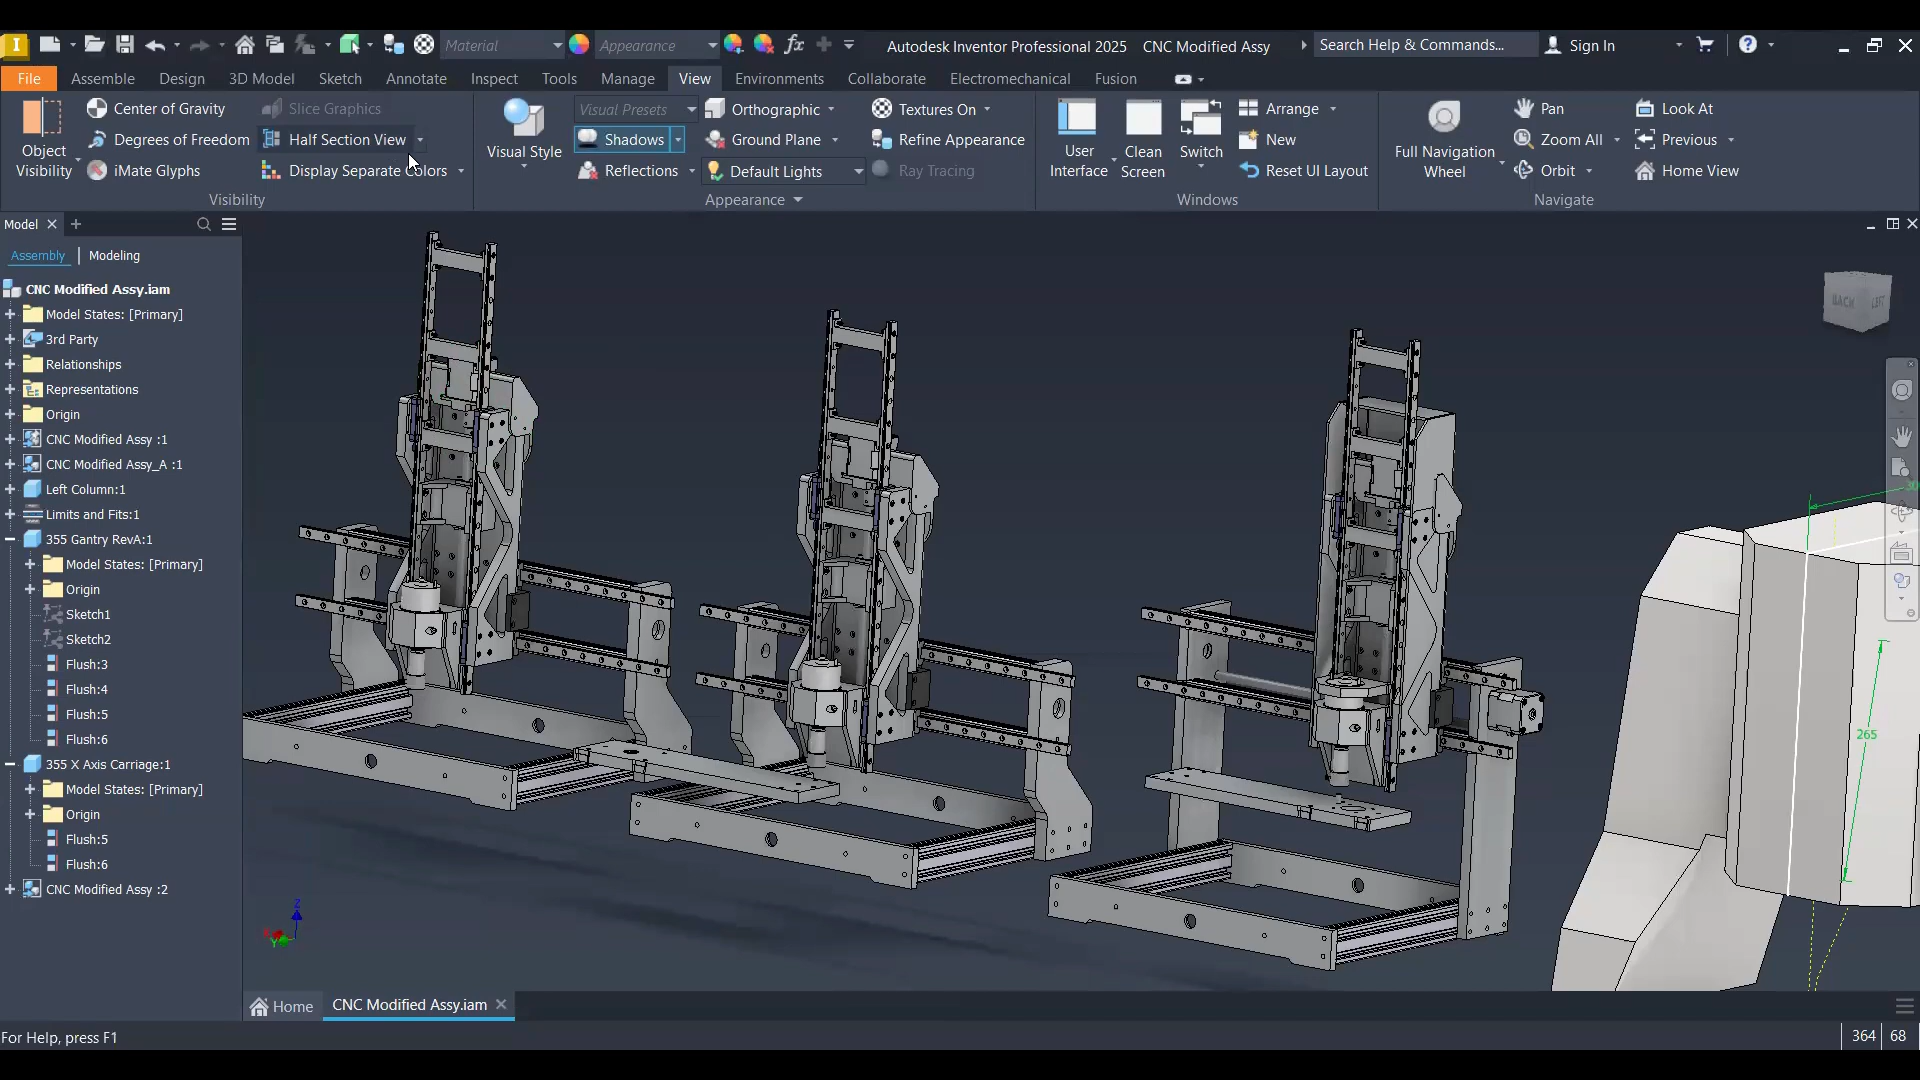 Material
Appearance
Autodesk Inventor Professional 2025 CNC Modified Assy
Search Help & Commands...
Sign In
File Assemble Design 3D Model Sketch Annotate Inspect Tools Manage View Environments Collaborate Electromechanical Fusion
Object
Visibility
Center of Gravity
Degrees of Freedom
iMate Glyphs
Slice Graphics
Half Section View
Display Separate Colors
Visibility
Visual Style
Visual Presets
Shadows
Reflections
Orthographic
Ground Plane
Default Lights
Textures On
Refine Appearance
Ray Tracing
Appearance
User
Interface
Clean
Screen
Switch
Arrange
New
Reset UI Layout
Windows
Full Navigation
Wheel
Pan
Zoom All
Orbit
Look At
Previous
Home View
Navigate
Model
Assembly
Modeling
CNC Modified Assy.iam
Model States: [Primary]
3rd Party
Relationships
Representations
Origin
CNC Modified Assy :1
CNC Modified Assy_A :1
Left Column:1
Limits and Fits:1
355 Gantry RevA:1
Model States: [Primary]
Origin
Sketch1
Sketch2
Flush:3
Flush:4
Flush:5
Flush:6
355 X Axis Carriage:1
Model States: [Primary]
Origin
Flush:5
Flush:6
CNC Modified Assy :2
BACK
LEFT
265
Z
Y
Home
CNC Modified Assy.iam
For Help, press F1
364 68